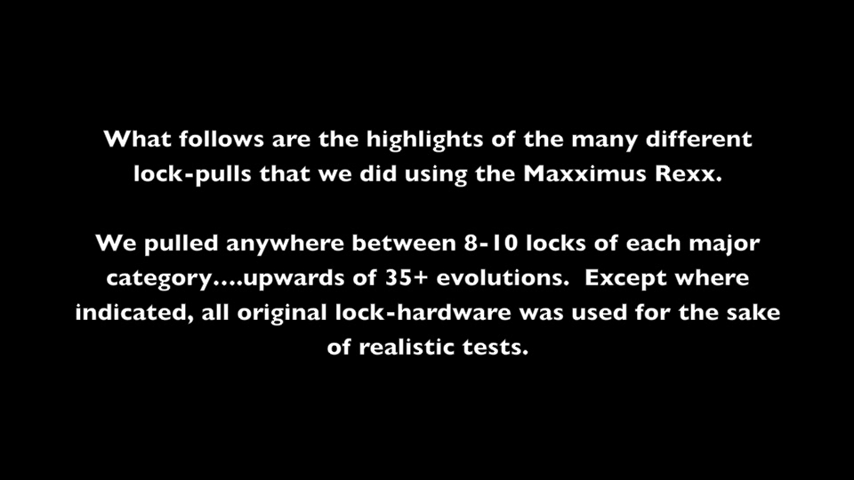 What follows are the highlights of the many different
lock-pulls that we did using the Maxximus Rexx.
We pulled anywhere between 8-10 locks of each major
category....upwards of 35+ evolutions.  Except where
indicated, all original lock-hardware was used for the sake
of realistic tests.